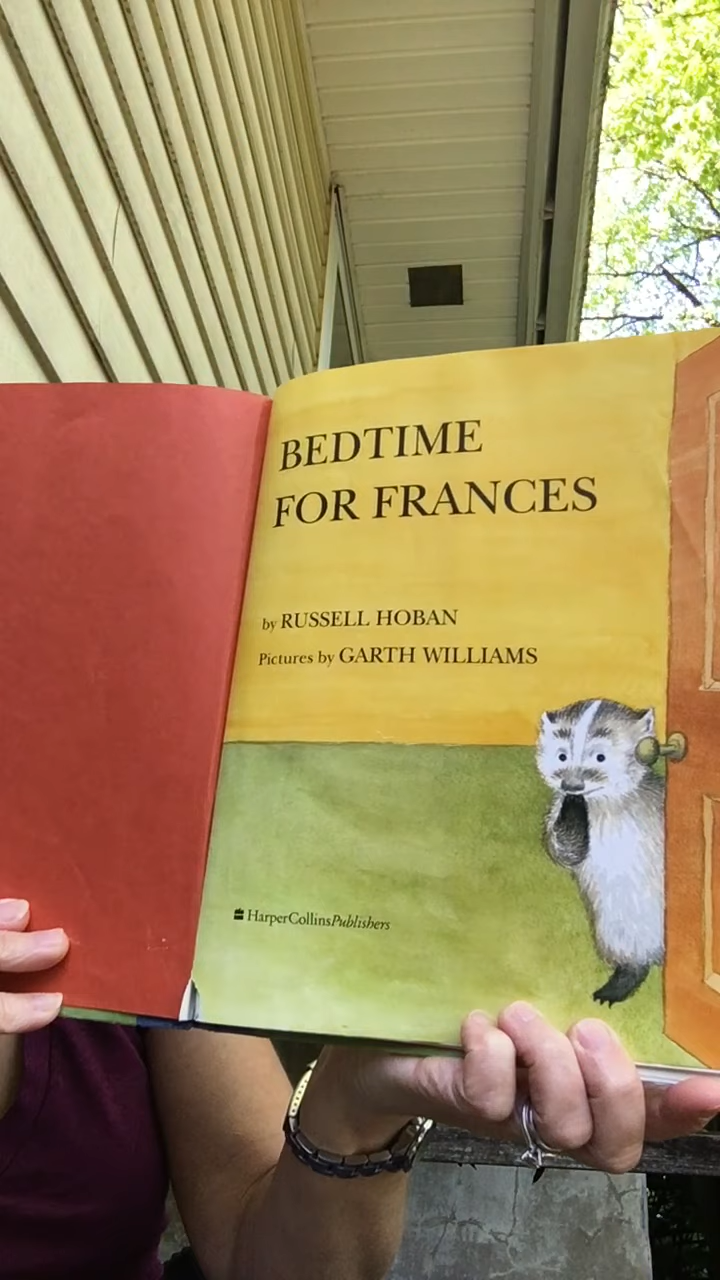 BEDTIME
FOR FRANCES
by RUSSELL HOBAN
Pictures by GARTH WILLIAMS
HarperCollinsPublishers